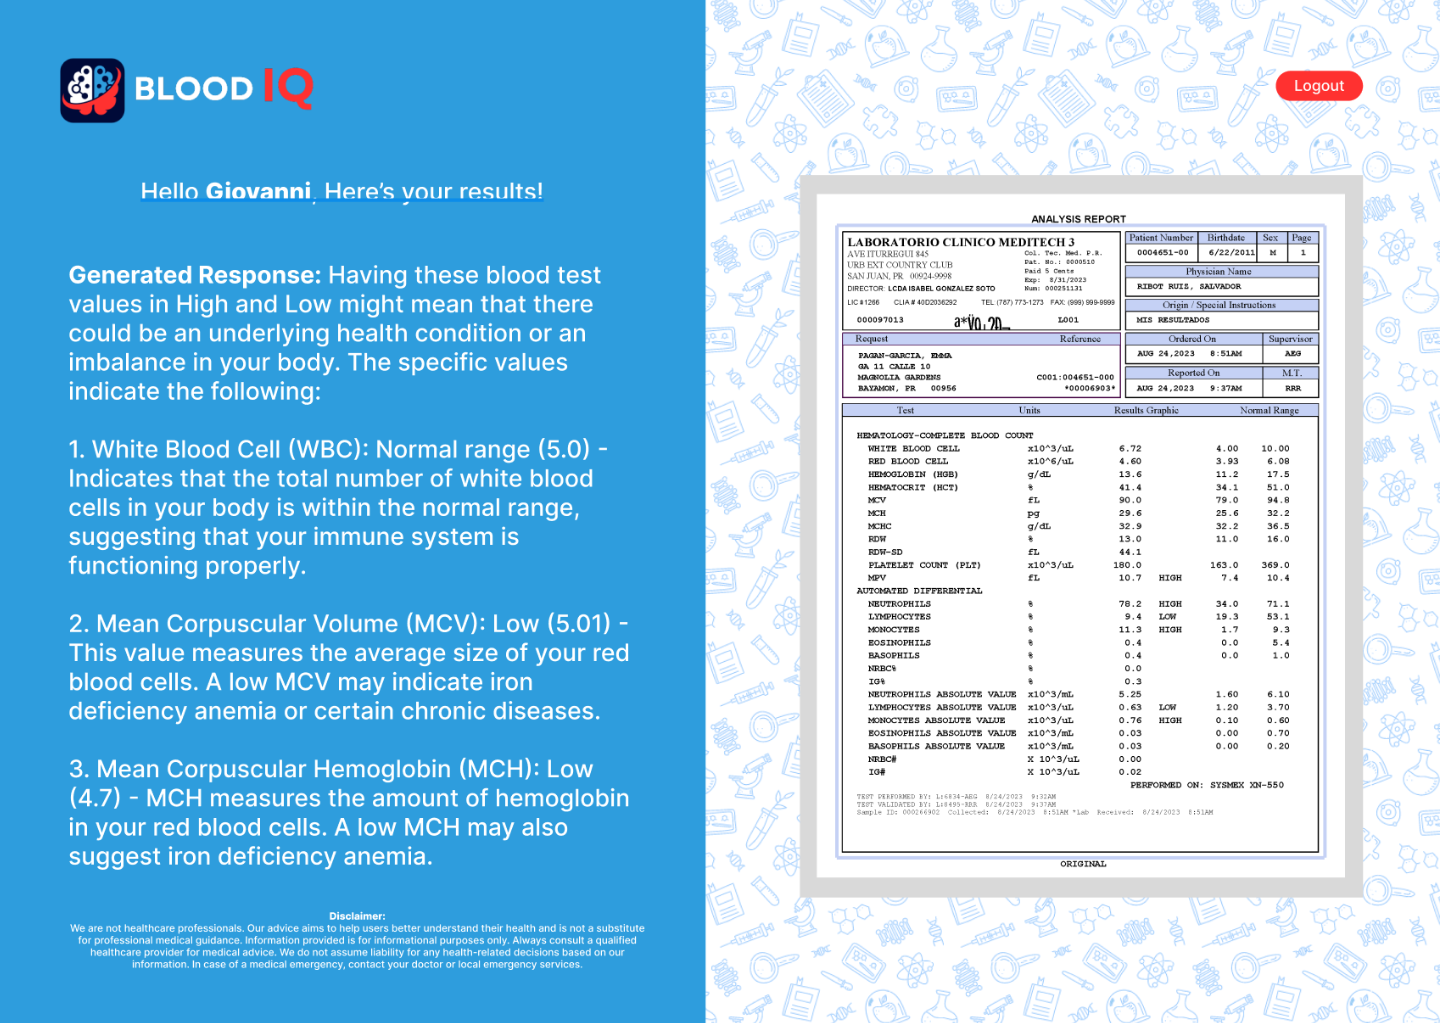 BLOOD IQ
Logout
Hello Giovanni, Here's your results!
Generated Response: Having these blood test
values in High and Low might mean that there
could be an underlying health condition or an
imbalance in your body. The specific values
indicate the following:
1. White Blood Cell (WBC): Normal range (5.0) -
Indicates that the total number of white blood
cells in your body is within the normal range,
suggesting that your immune system is
functioning properly.
2. Mean Corpuscular Volume (MCV): Low (5.01) -
This value measures the average size of your red
blood cells. A low MCV may indicate iron
deficiency anemia or certain chronic diseases.
3. Mean Corpuscular Hemoglobin (MCH): Low
(4.7) - MCH measures the amount of hemoglobin
in your red blood cells. A low MCH may also
suggest iron deficiency anemia.
Disclaimer:
We are not healthcare professionals. Our advice aims to help users better understand their health and is not a substitute
for professional medical guidance. Information provided is for informational purposes only. Always consult a qualified
healthcare provider for medical advice. We do not assume liability for any health-related decisions based on our
information. In case of a medical emergency, contact your doctor or local emergency services.
ANALYSIS REPORT
LABORATORIO CLINICO MEDITECH 3
AVE ITURREGUI 845
URB EXT COUNTRY CLUB
SAN JUAN, PR 00924-9998
Col. Tec. Med. P.R.
Pat. No.: 0000510
Paid 5 Cents
Exp: 8/31/2023
Num: 000251131
DIRECTOR: LCDA ISABEL GONZALEZ SOTO
LIC #1266 CLIA # 40D2036292 TEL (787) 773-1273 FAX: (999) 999-9999
000097013 L001
Patient Number Birthdate Sex Page
0004651-00 6/22/2011 M 1
Physician Name
RIBOT RUIZ, SALVADOR
Origin / Special Instructions
MIS RESULTADOS
Ordered On Supervisor
AUG 24,2023 8:51AM AEG
Reported On M.T.
AUG 24,2023 9:37AM RRR
Request Reference
PAGAN-GARCIA, EMMA
GA 11 CALLE 10
MAGNOLIA GARDENS C001:004651-000
BAYAMON, PR 00956 *00006903*
Test Units Results Graphic Normal Range
HEMATOLOGY-COMPLETE BLOOD COUNT
WHITE BLOOD CELL x10^3/uL 6.72 4.00 10.00
RED BLOOD CELL x10^6/uL 4.60 3.93 6.08
HEMOGLOBIN (HGB) g/dL 13.6 11.2 17.5
HEMATOCRIT (HCT) % 41.4 34.1 51.0
MCV fL 90.0 79.0 94.8
MCH pg 29.6 25.6 32.2
MCHC g/dL 32.9 32.2 36.5
RDW % 13.0 11.0 16.0
RDW-SD fL 44.1
PLATELET COUNT (PLT) x10^3/uL 180.0 163.0 369.0
MPV fL 10.7 HIGH 7.4 10.4
AUTOMATED DIFFERENTIAL
NEUTROPHILS % 78.2 HIGH 34.0 71.1
LYMPHOCYTES % 9.4 LOW 19.3 53.1
MONOCYTES % 11.3 HIGH 1.7 9.3
EOSINOPHILS % 0.4 0.0 5.4
BASOPHILS % 0.4 0.0 1.0
NRBC% % 0.0
IG% % 0.3
NEUTROPHILS ABSOLUTE VALUE x10^3/mL 5.25 1.60 6.10
LYMPHOCYTES ABSOLUTE VALUE x10^3/uL 0.63 LOW 1.20 3.70
MONOCYTES ABSOLUTE VALUE x10^3/uL 0.76 HIGH 0.10 0.60
EOSINOPHILS ABSOLUTE VALUE x10^3/mL 0.03 0.00 0.70
BASOPHILS ABSOLUTE VALUE x10^3/mL 0.03 0.00 0.20
NRBC# X 10^3/uL 0.00
IG# X 10^3/uL 0.02
PERFORMED ON: SYSMEX XN-550
TEST PERFORMED BY: L:6834-AEG 8/24/2023 9:32AM
TEST VALIDATED BY: L:8495-RRR 8/24/2023 9:37AM
Sample ID: 000266902 Collected: 8/24/2023 8:51AM *Lab Received: 8/24/2023 8:51AM
ORIGINAL